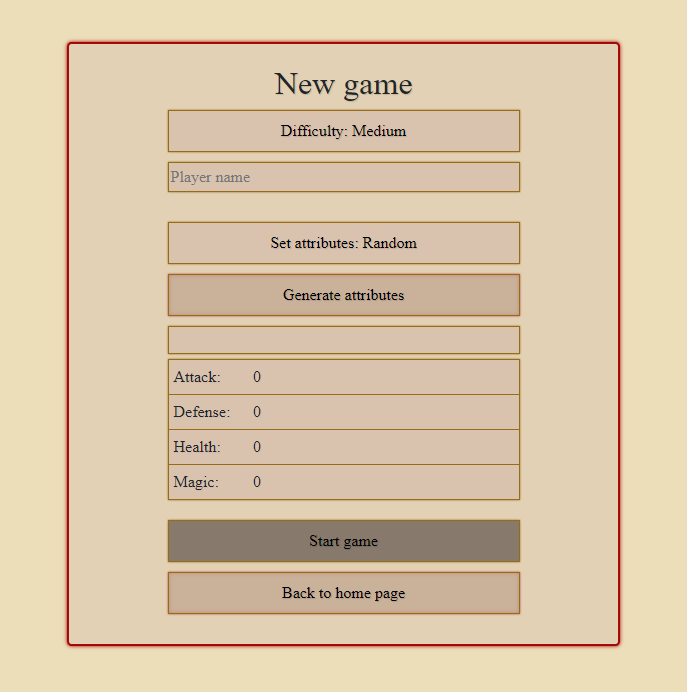 New game
Difficulty: Medium
Player name
Set attributes: Random
Generate attributes
Attack: 0
Defense: 0
Health: 0
Magic: 0
Start game
Back to home page